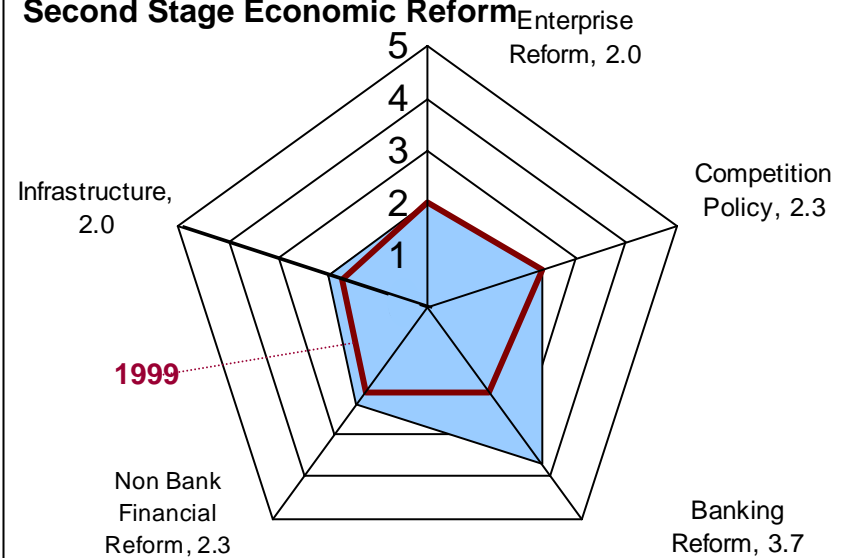 Second Stage Economic Reform
Enterprise
Reform, 2.0
5
4
3
2
1
Competition
Policy, 2.3
Infrastructure,
2.0
1999
Non Bank
Financial
Reform, 2.3
Banking
Reform, 3.7